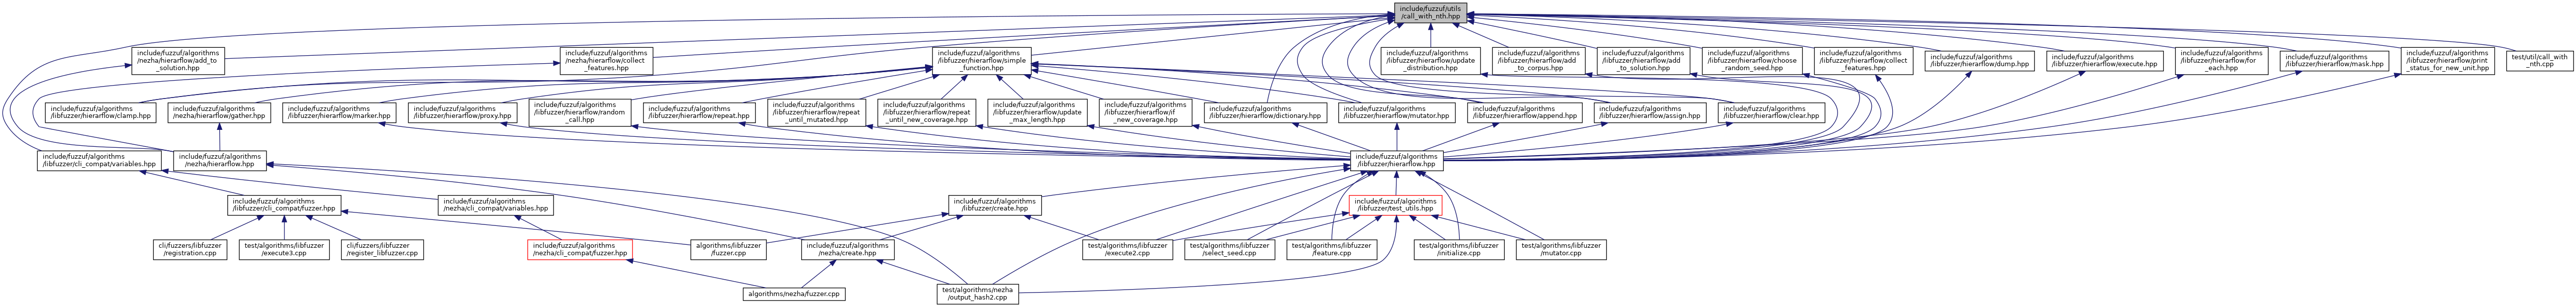 include/fuzzuf/utils
/call_with_nth.hpp
include/fuzzuf/algorithms
/nezha/hierarflow/add_to
_solution.hpp
include/fuzzuf/algorithms
/nezha/hierarflow/collect
_features.hpp
include/fuzzuf/algorithms
/libfuzzer/hierarflow/simple
_function.hpp
include/fuzzuf/algorithms
/libfuzzer/hierarflow/update
_distribution.hpp
include/fuzzuf/algorithms
/libfuzzer/hierarflow/add
_to_corpus.hpp
include/fuzzuf/algorithms
/libfuzzer/hierarflow/add
_to_solution.hpp
include/fuzzuf/algorithms
/libfuzzer/hierarflow/choose
_random_seed.hpp
include/fuzzuf/algorithms
/libfuzzer/hierarflow/collect
_features.hpp
include/fuzzuf/algorithms
/libfuzzer/hierarflow/dump.hpp
include/fuzzuf/algorithms
/libfuzzer/hierarflow/execute.hpp
include/fuzzuf/algorithms
/libfuzzer/hierarflow/for
_each.hpp
include/fuzzuf/algorithms
/libfuzzer/hierarflow/mask.hpp
include/fuzzuf/algorithms
/libfuzzer/hierarflow/print
_status_for_new_unit.hpp
test/util/call_with
_nth.cpp
include/fuzzuf/algorithms
/libfuzzer/hierarflow/clamp.hpp
include/fuzzuf/algorithms
/nezha/hierarflow/gather.hpp
include/fuzzuf/algorithms
/libfuzzer/hierarflow/marker.hpp
include/fuzzuf/algorithms
/libfuzzer/hierarflow/proxy.hpp
include/fuzzuf/algorithms
/libfuzzer/hierarflow/random
_call.hpp
include/fuzzuf/algorithms
/libfuzzer/hierarflow/repeat.hpp
include/fuzzuf/algorithms
/libfuzzer/hierarflow/repeat
_until_mutated.hpp
include/fuzzuf/algorithms
/libfuzzer/hierarflow/repeat
_until_new_coverage.hpp
include/fuzzuf/algorithms
/libfuzzer/hierarflow/update
_max_length.hpp
include/fuzzuf/algorithms
/libfuzzer/hierarflow/if
_new_coverage.hpp
include/fuzzuf/algorithms
/libfuzzer/hierarflow/dictionary.hpp
include/fuzzuf/algorithms
/libfuzzer/hierarflow/mutator.hpp
include/fuzzuf/algorithms
/libfuzzer/hierarflow/append.hpp
include/fuzzuf/algorithms
/libfuzzer/hierarflow/assign.hpp
include/fuzzuf/algorithms
/libfuzzer/hierarflow/clear.hpp
include/fuzzuf/algorithms
/libfuzzer/cli_compat/variables.hpp
include/fuzzuf/algorithms
/nezha/hierarflow.hpp
include/fuzzuf/algorithms
/libfuzzer/hierarflow.hpp
include/fuzzuf/algorithms
/libfuzzer/cli_compat/fuzzer.hpp
include/fuzzuf/algorithms
/nezha/cli_compat/variables.hpp
include/fuzzuf/algorithms
/libfuzzer/create.hpp
include/fuzzuf/algorithms
/libfuzzer/test_utils.hpp
cli/fuzzers/libfuzzer
/registration.cpp
test/algorithms/libfuzzer
/execute3.cpp
cli/fuzzers/libfuzzer
/register_libfuzzer.cpp
include/fuzzuf/algorithms
/nezha/cli_compat/fuzzer.hpp
algorithms/libfuzzer
/fuzzer.cpp
include/fuzzuf/algorithms
/nezha/create.hpp
test/algorithms/libfuzzer
/execute2.cpp
test/algorithms/libfuzzer
/select_seed.cpp
test/algorithms/libfuzzer
/feature.cpp
test/algorithms/libfuzzer
/initialize.cpp
test/algorithms/libfuzzer
/mutator.cpp
algorithms/nezha/fuzzer.cpp
test/algorithms/nezha
/output_hash2.cpp